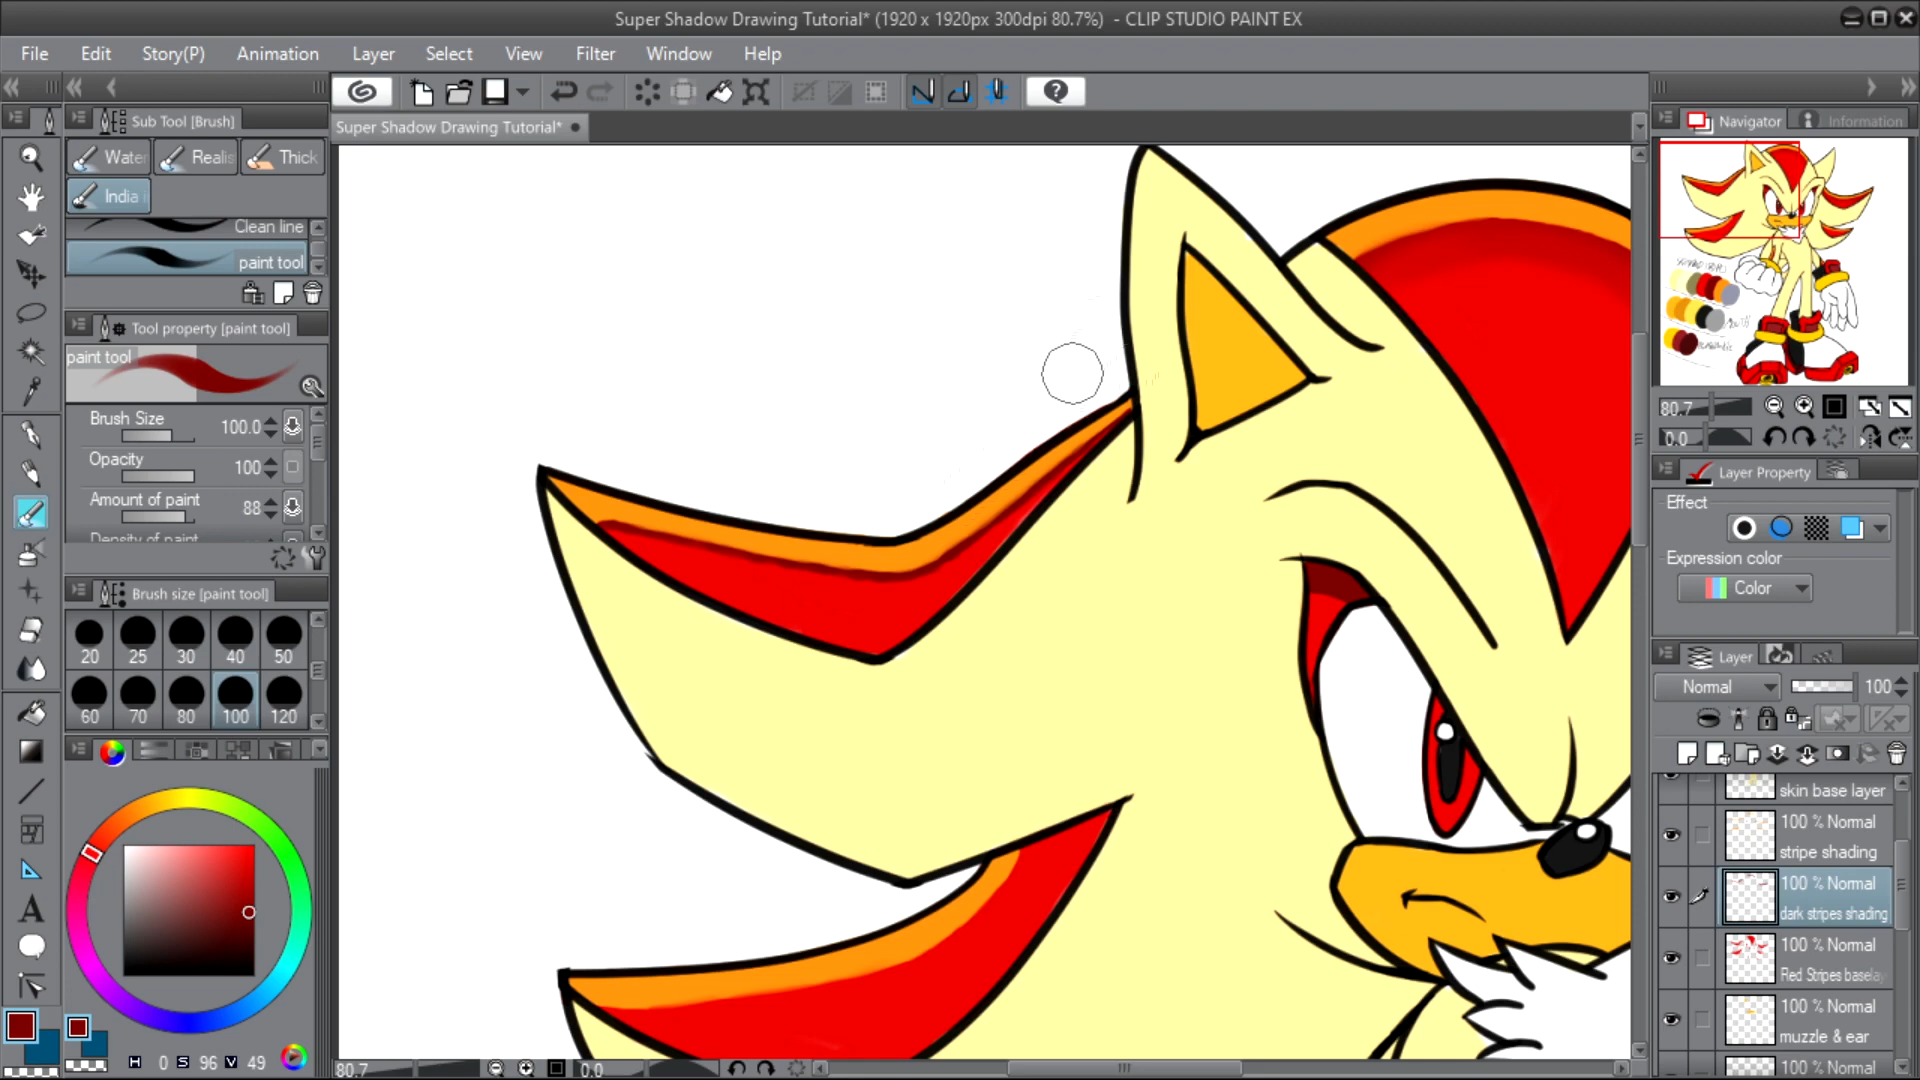 Super Shadow Drawing Tutorial* (1920 x 1920px 300dpi 80.7%) - CLIP STUDIO PAINT EX
File Edit Story(P) Animation Layer Select View Filter Window Help
Sub Tool [Brush]
Navigator Information
Super Shadow Drawing Tutorial*
Water Realis Thick
India i
Clean line
paint tool
Tool property [paint tool]
paint tool
Brush Size 100.0
Opacity 100
Amount of paint 88
Density of paint
Brush size [paint tool]
20 25 30 40 50
60 70 80 100 120
H 0 S 96 V 49
80.7 0.0
80.7
0.0
Layer Property
Effect
Expression color
Color
Layer
Normal 100
skin base layer
100 % Normal
stripe shading
100 % Normal
dark stripes shading
100 % Normal
Red Stripes baselay
100 % Normal
muzzle & ear
100 % Normal